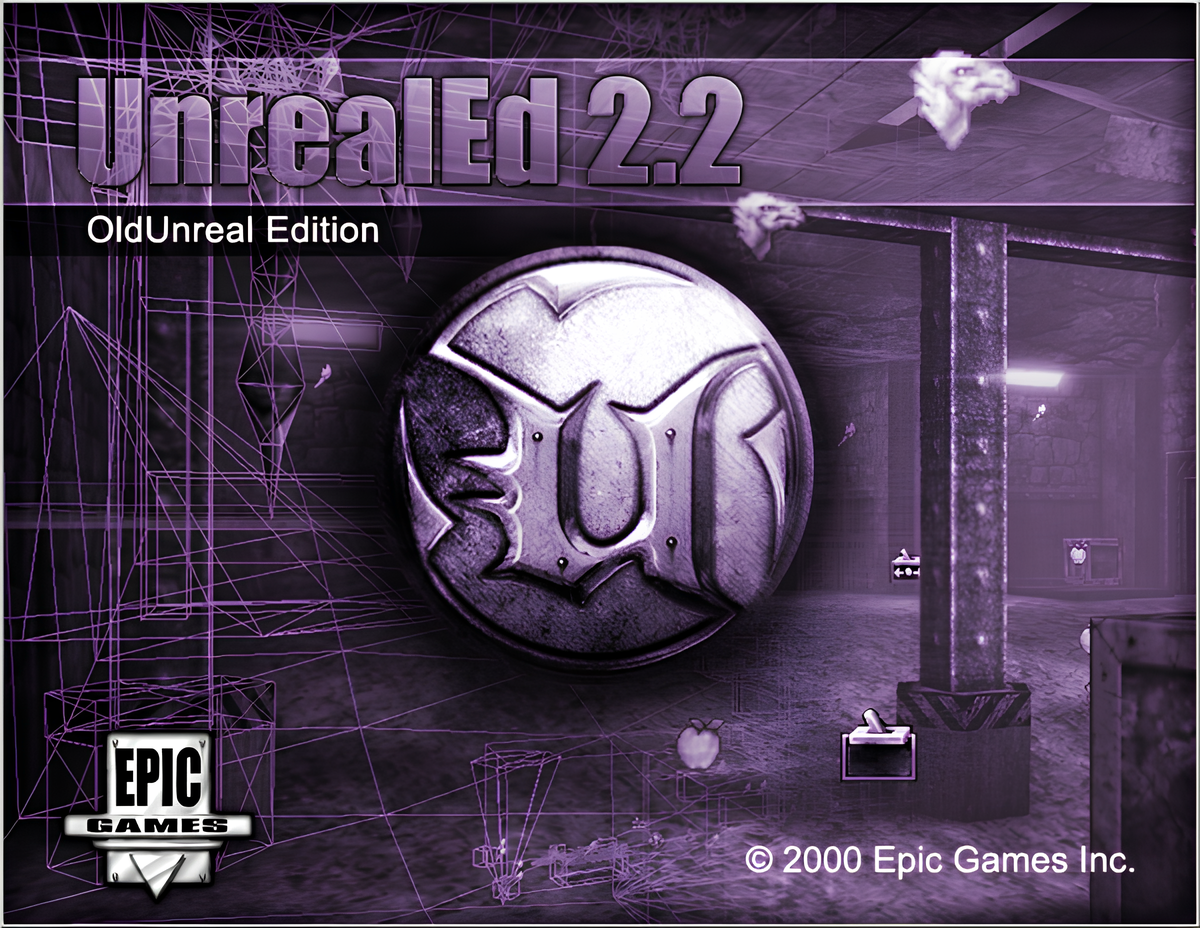 UnrealEd 2.2
OldUnreal Edition
EPIC
GAMES
© 2000 Epic Games Inc.